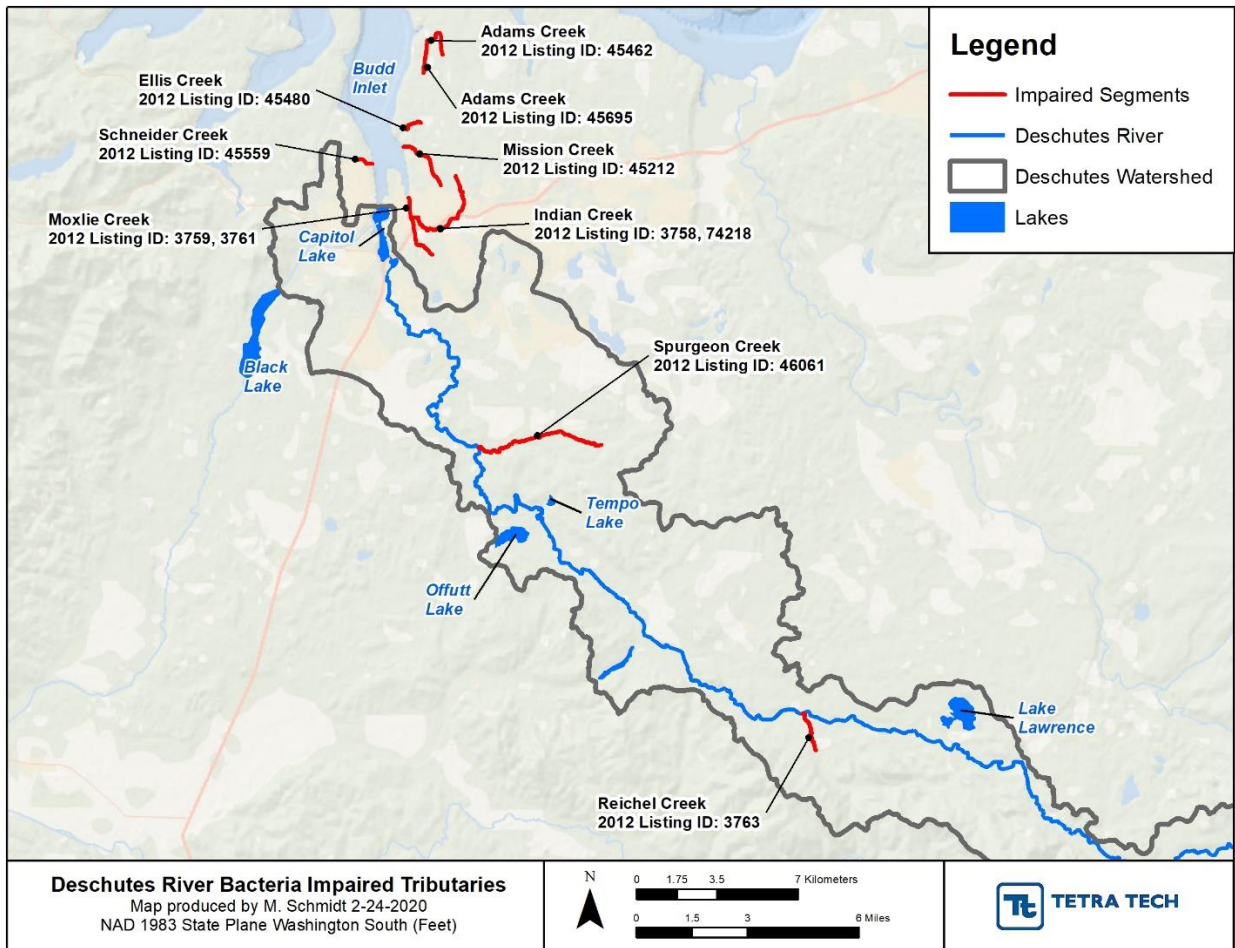 Adams Creek
2012 Listing ID: 45462
Ellis Creek
2012 Listing ID: 45480
Budd
Inlet
Adams Creek
2012 Listing ID: 45695
Schneider Creek
2012 Listing ID: 45559
Mission Creek
2012 Listing ID: 45212
Moxlie Creek
2012 Listing ID: 3759, 3761
Capitol
Lake
Indian Creek
2012 Listing ID: 3758, 74218
Black
Lake
Spurgeon Creek
2012 Listing ID: 46061
Tempo
Lake
Offutt
Lake
Lake
Lawrence
Reichel Creek
2012 Listing ID: 3763
Legend
Impaired Segments
Deschutes River
Deschutes Watershed
Lakes
Deschutes River Bacteria Impaired Tributaries
Map produced by M. Schmidt 2-24-2020
NAD 1983 State Plane Washington South (Feet)
N
0 1.75 3.5 7 Kilometers
0 1.5 3 6 Miles
Tt TETRA TECH